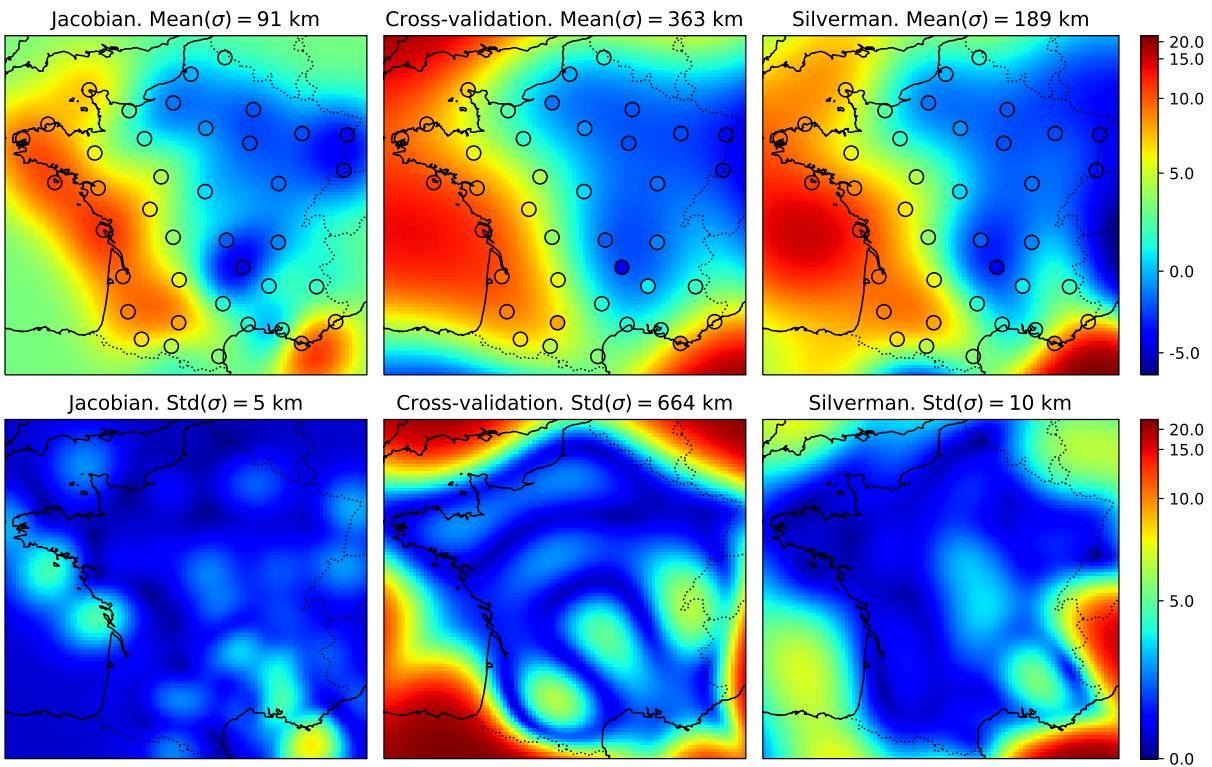 Jacobian. Mean(σ) = 91 km
Cross-validation. Mean(σ) = 363 km
Silverman. Mean(σ) = 189 km
20.0
15.0
10.0
5.0
0.0
-5.0
Jacobian. Std(σ) = 5 km
Cross-validation. Std(σ) = 664 km
Silverman. Std(σ) = 10 km
20.0
15.0
10.0
5.0
0.0